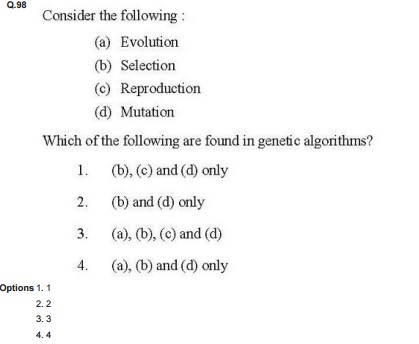 Q.98
Consider the following :
(a) Evolution
(b) Selection
(c) Reproduction
(d) Mutation
Which of the following are found in genetic algorithms?
1. (b), (c) and (d) only
2. (b) and (d) only
3. (a), (b), (c) and (d)
4. (a), (b) and (d) only
Options 1. 1
2. 2
3. 3
4. 4